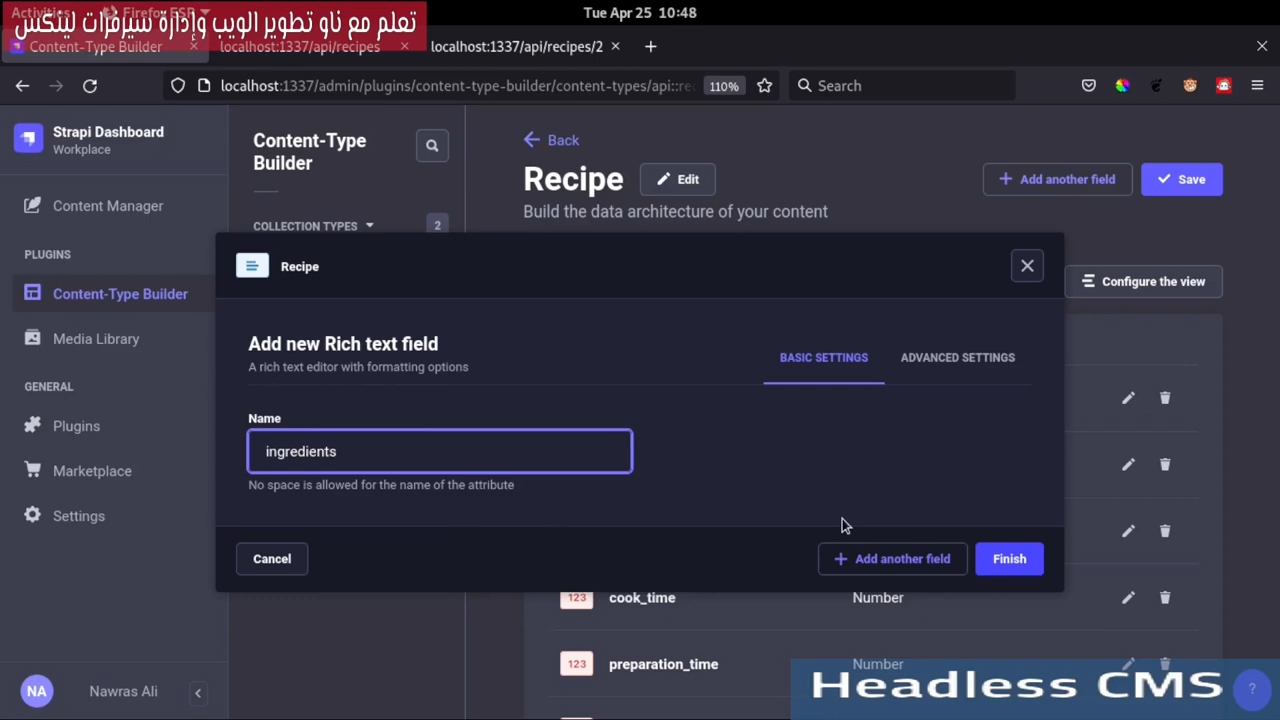 Activities
Firefox ESR
Tue Apr 25 10:48
تعلم مع ناو تطوير الويب وإدارة سيرفرات لينكس
Content-Type Builder
localhost:1337/api/recipes
localhost:1337/api/recipes/2
localhost:1337/admin/plugins/content-type-builder/content-types/api::rec
110%
Search
Strapi Dashboard
Workplace
Content Manager
PLUGINS
Content-Type Builder
Media Library
GENERAL
Plugins
Marketplace
Settings
NA
Nawras Ali
Content-Type
Builder
COLLECTION TYPES
2
Back
Recipe
Edit
Add another field
Save
Build the data architecture of your content
Configure the view
Recipe
Add new Rich text field
A rich text editor with formatting options
BASIC SETTINGS
ADVANCED SETTINGS
Name
ingredients
No space is allowed for the name of the attribute
Cancel
Add another field
Finish
123
cook_time
Number
123
preparation_time
Number
Headless CMS
?